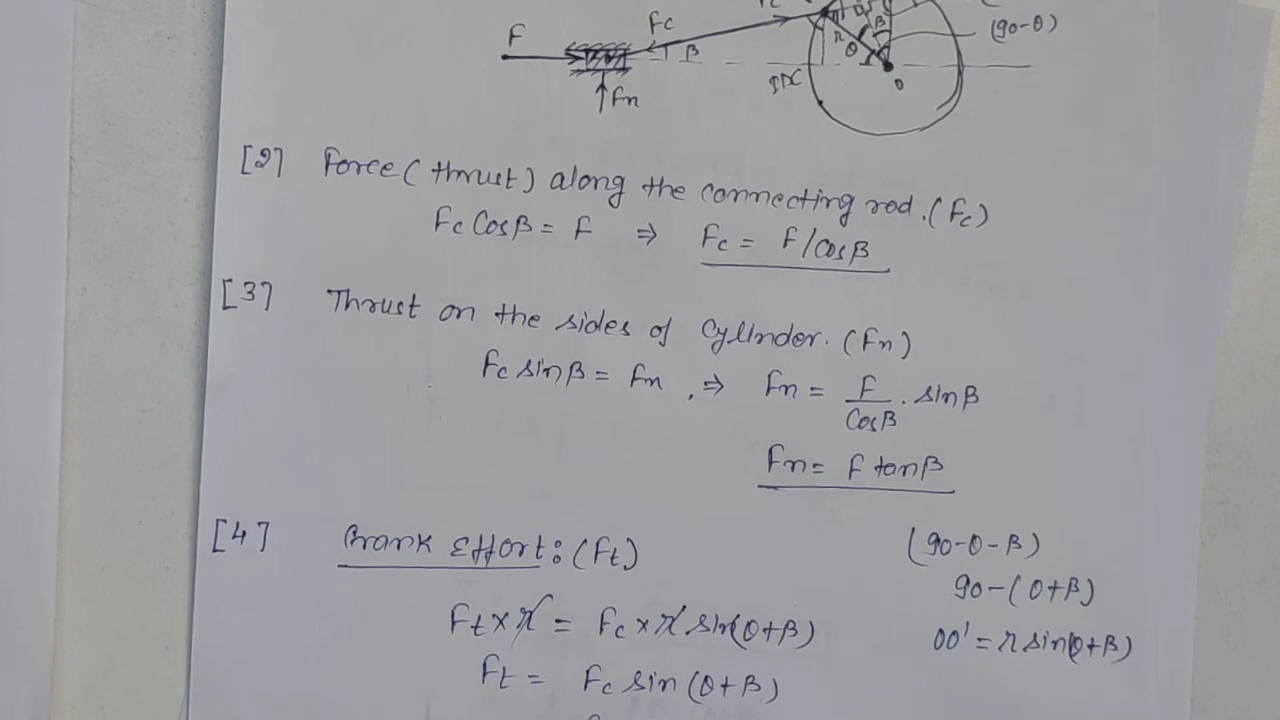 F
Fc
β
Fn
IDC
r
θ
β
(90-θ)
O
[2] Force (thrust) along the connecting rod. (Fc)
Fc Cosβ = F ⇒ Fc = F/cosβ
[3] Thrust on the sides of Cylinder. (Fn)
Fc sinβ = Fn, ⇒ Fn = F/Cosβ . sinβ
Fn = F tanβ
[4] Crank Effort: (Ft)
(90-θ-β)
90-(θ+β)
Ft × r = Fc × r sin(θ+β)
OO' = r sin(θ+β)
Ft = Fc sin (θ+β)